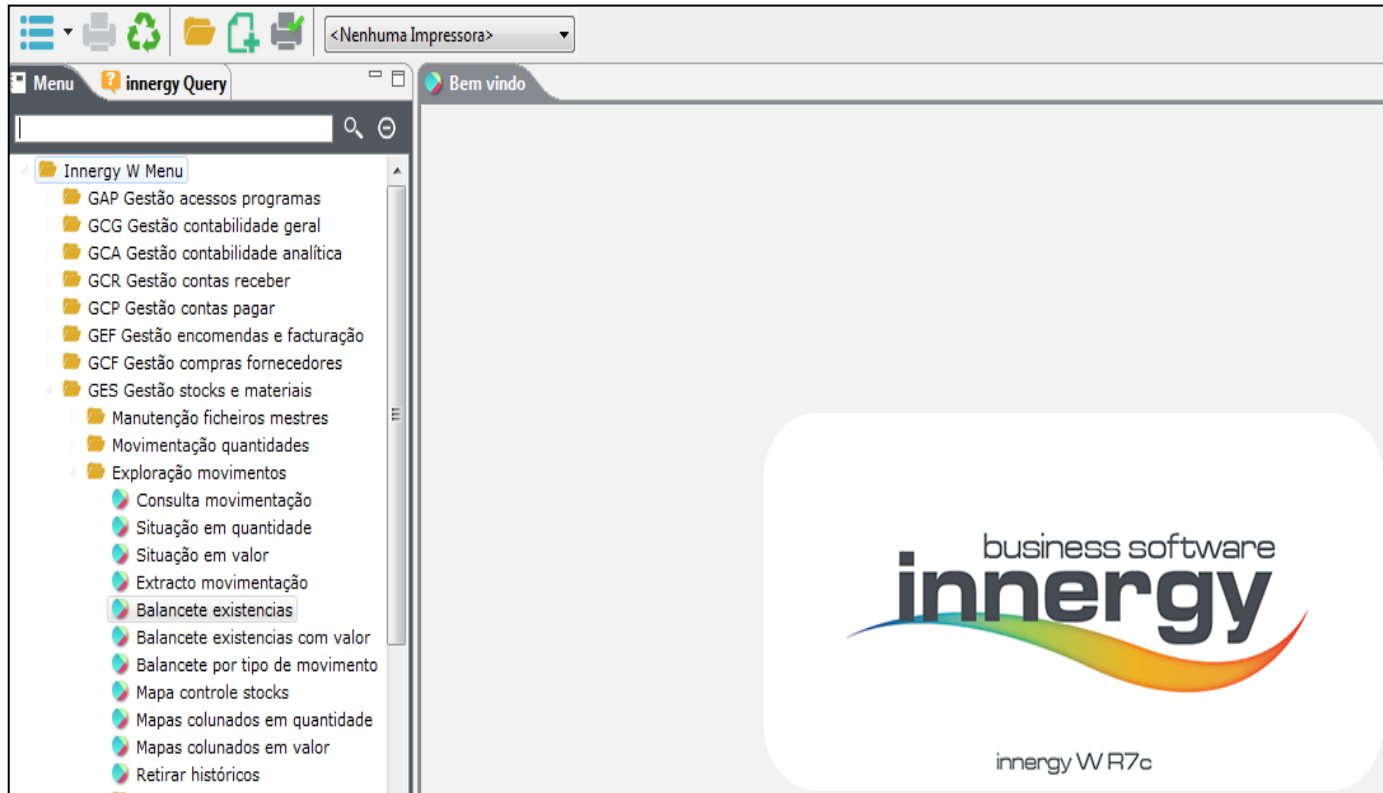 <Nenhuma Impressora>
Menu
innergy Query
Bem vindo
Innergy W Menu
GAP Gestão acessos programas
GCG Gestão contabilidade geral
GCA Gestão contabilidade analítica
GCR Gestão contas receber
GCP Gestão contas pagar
GEF Gestão encomendas e facturação
GCF Gestão compras fornecedores
GES Gestão stocks e materiais
Manutenção ficheiros mestres
Movimentação quantidades
Exploração movimentos
Consulta movimentação
Situação em quantidade
Situação em valor
Extracto movimentação
Balancete existencias
Balancete existencias com valor
Balancete por tipo de movimento
Mapa controle stocks
Mapas colunados em quantidade
Mapas colunados em valor
Retirar históricos
business software
innergy
innergy W R7c